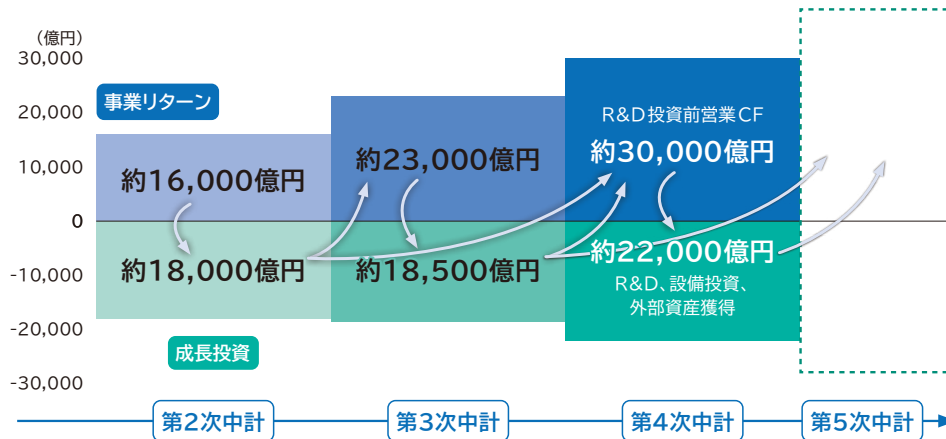 （億円）
30,000
20,000
10,000
0
-10,000
-20,000
-30,000
事業リターン
約16,000億円
約18,000億円
成長投資
約23,000億円
約18,500億円
R&D投資前営業CF
約30,000億円
約22,000億円
R&D、設備投資、
外部資産獲得
第2次中計
第3次中計
第4次中計
第5次中計